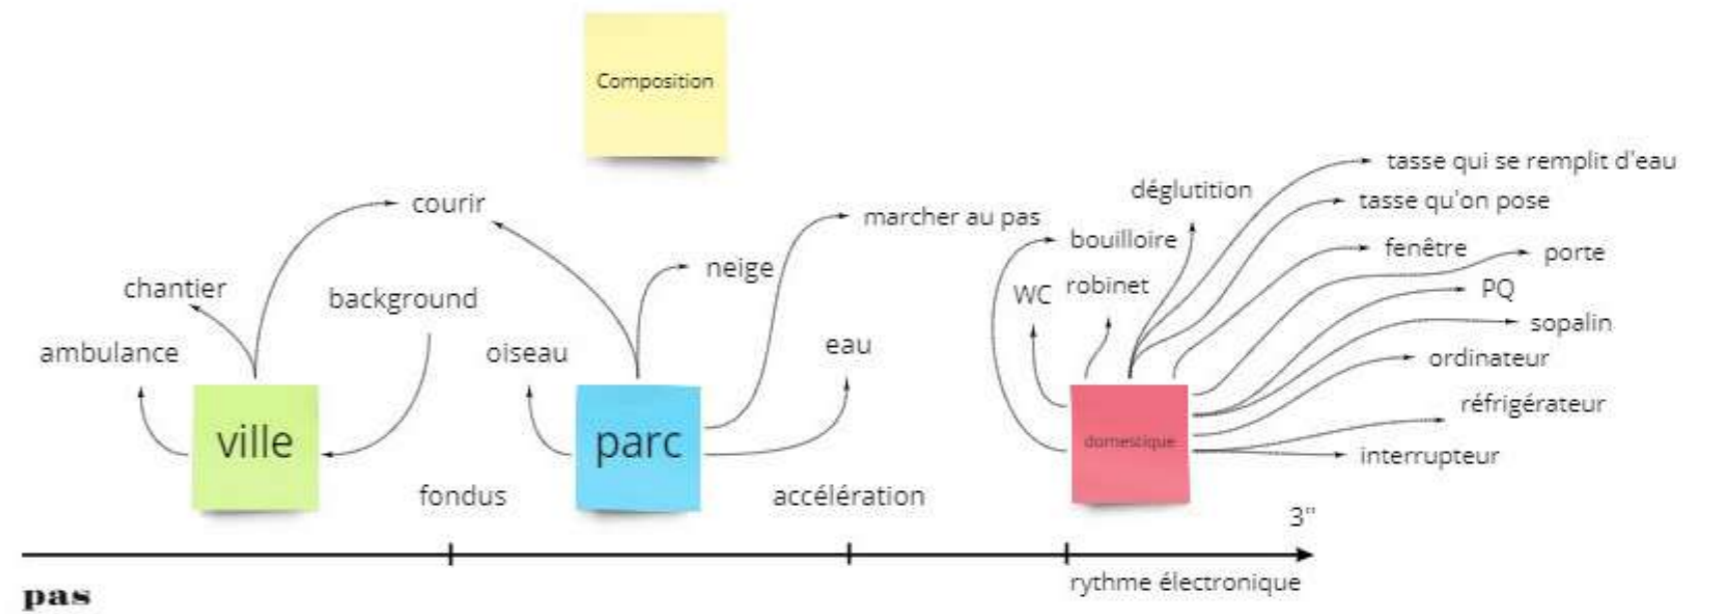 Composition
tasse qui se remplit d'eau
déglutition
tasse qu'on pose
courir
marcher au pas
bouilloire
fenêtre
porte
neige
chantier
background
WC
robinet
PQ
sopalin
ambulance
oiseau
eau
ordinateur
réfrigérateur
ville
parc
domestique
interrupteur
fondus
accélération
3"
pas
rythme électronique